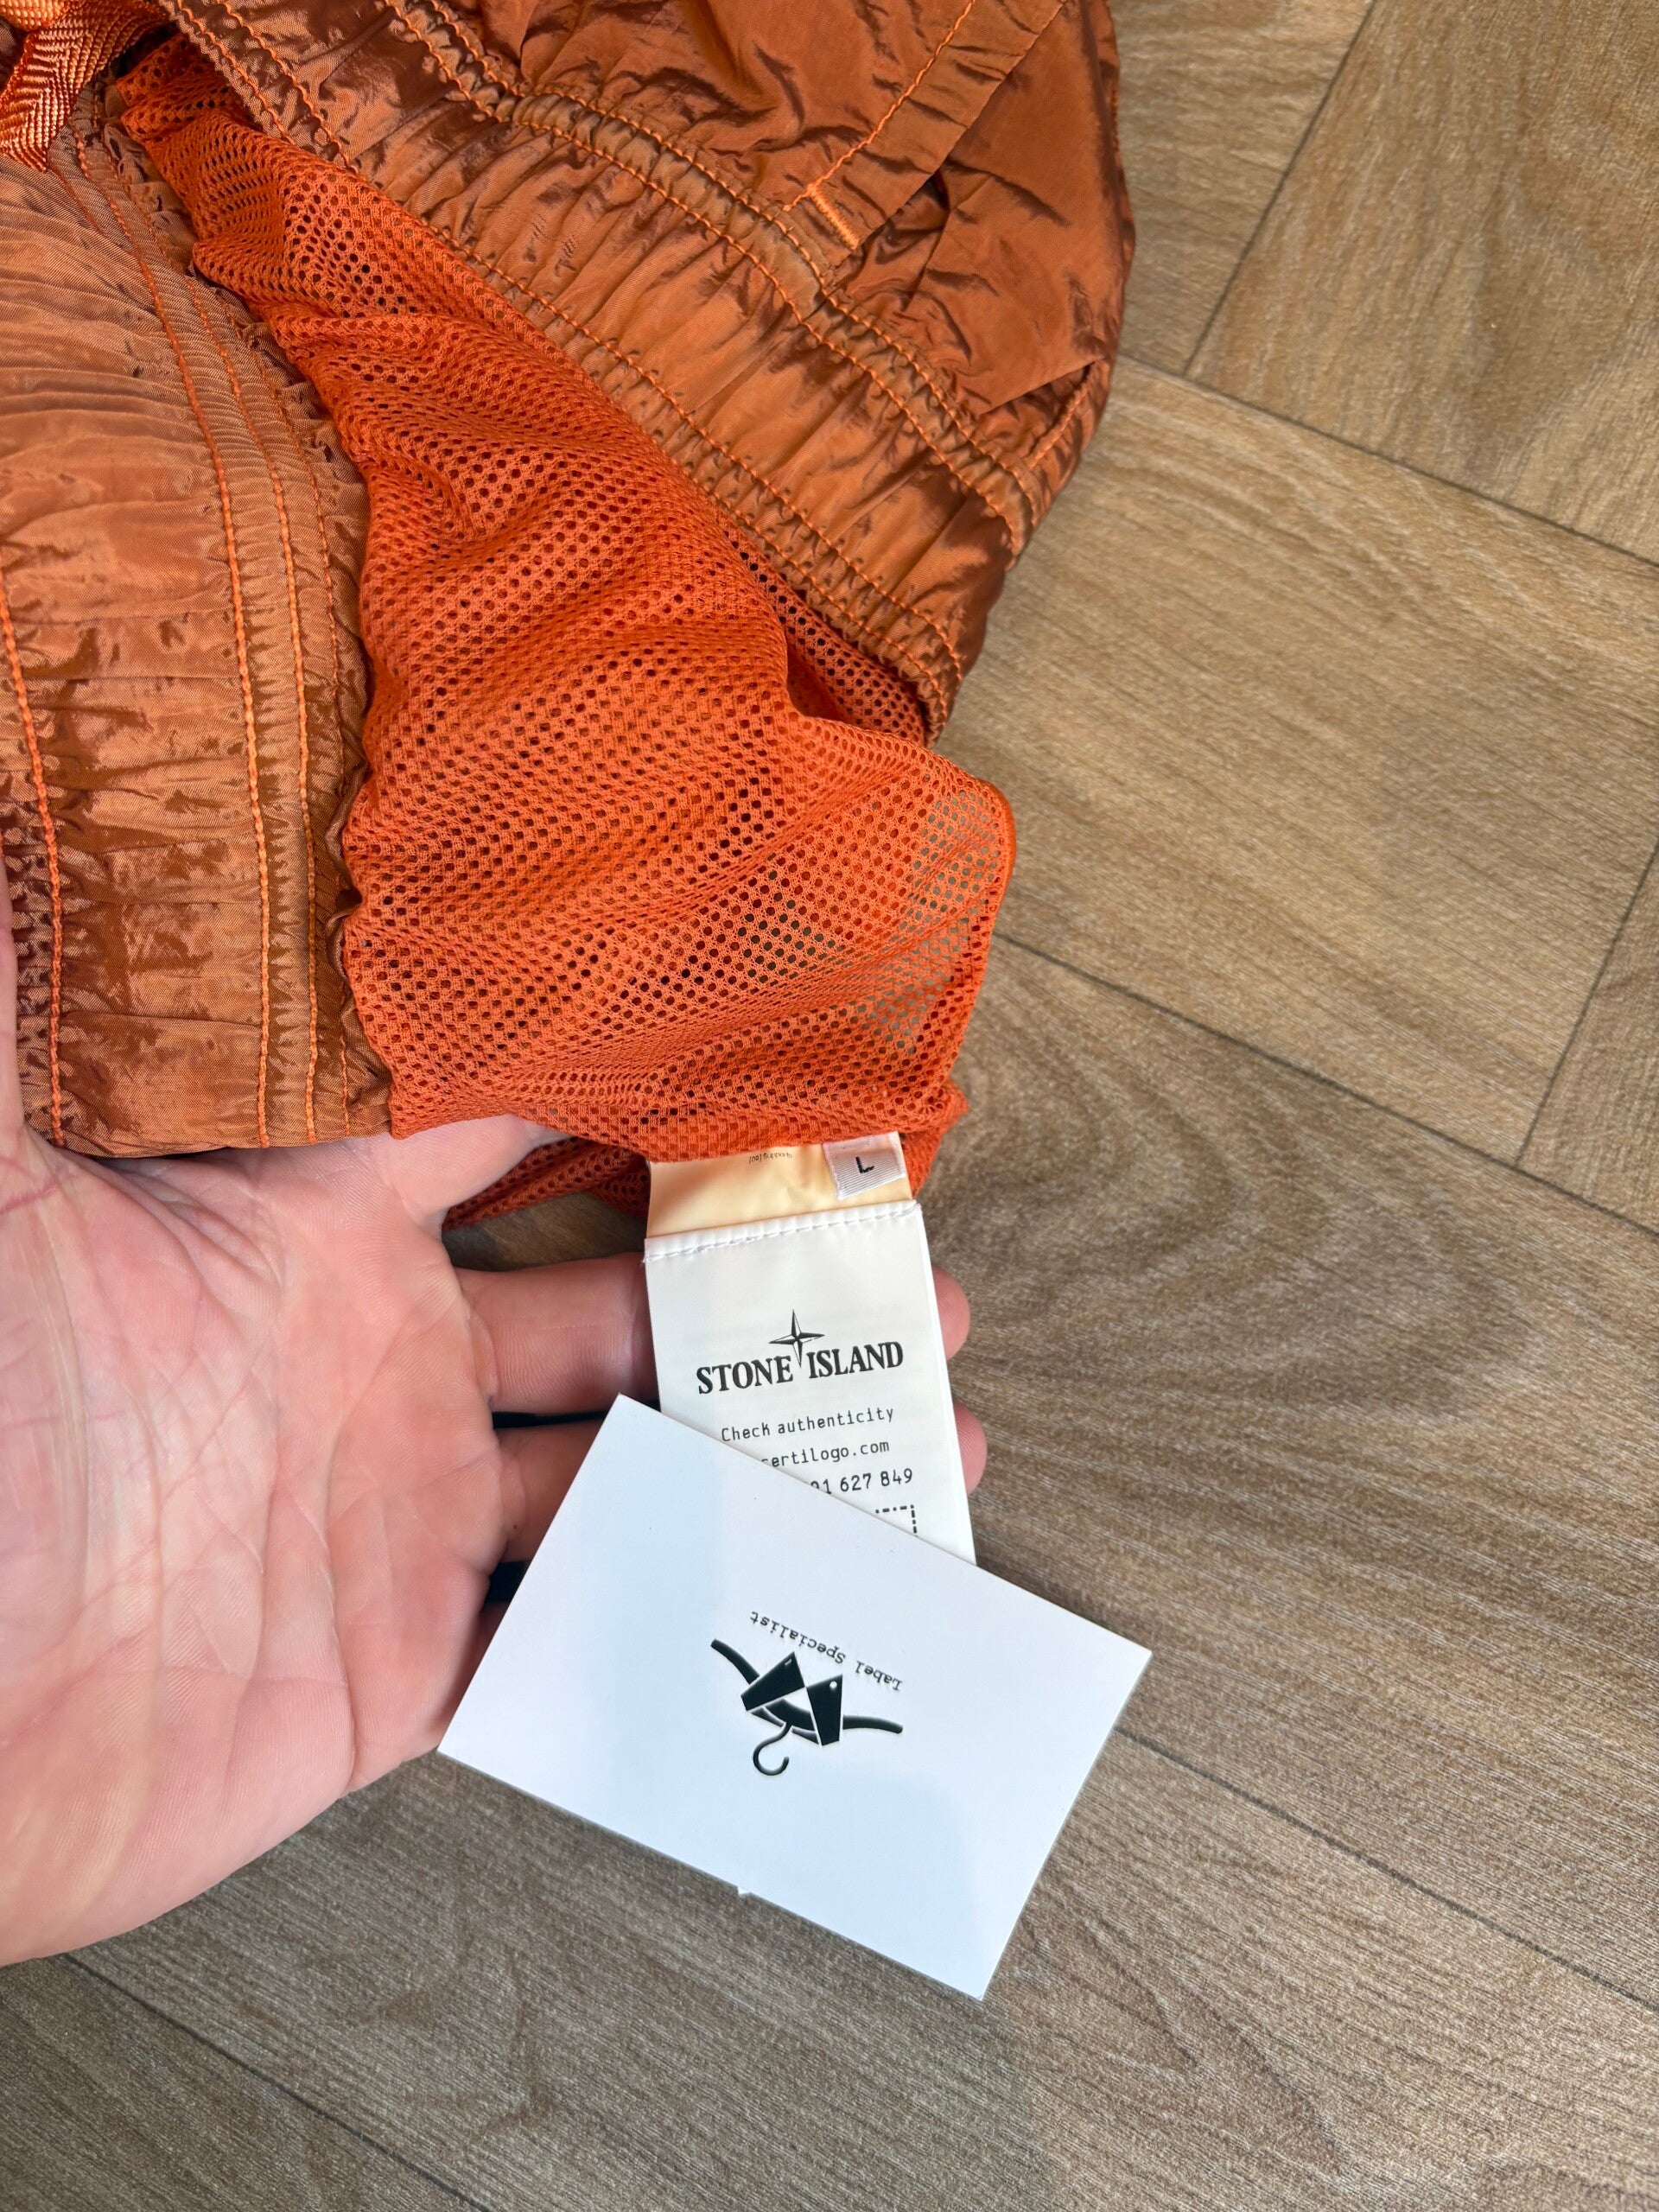 L
STONE ISLAND
Check authenticity
certilogo.com
01 627 849
Label Specialist